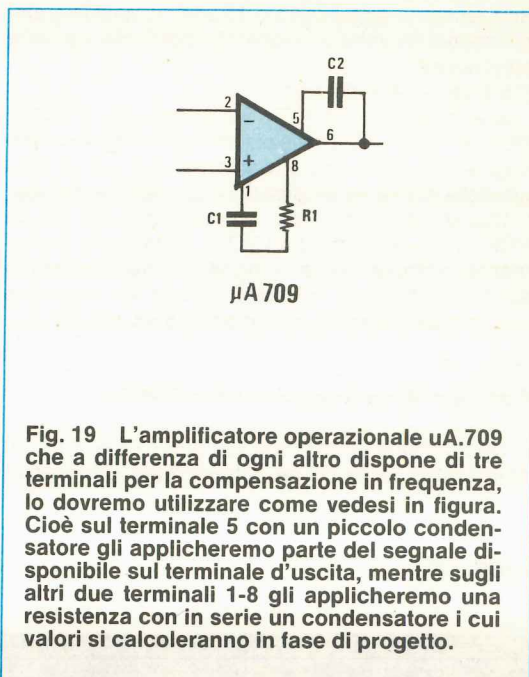 C2
2
5
6
3
8
1
C1
R1
µA 709
Fig. 19 L'amplificatore operazionale uA.709
che a differenza di ogni altro dispone di tre
terminali per la compensazione in frequenza,
lo dovremo utilizzare come vedesi in figura.
Cioè sul terminale 5 con un piccolo conden-
satore gli applicheremo parte del segnale di-
sponibile sul terminale d'uscita, mentre sugli
altri due terminali 1-8 gli applicheremo una
resistenza con in serie un condensatore i cui
valori si calcoleranno in fase di progetto.